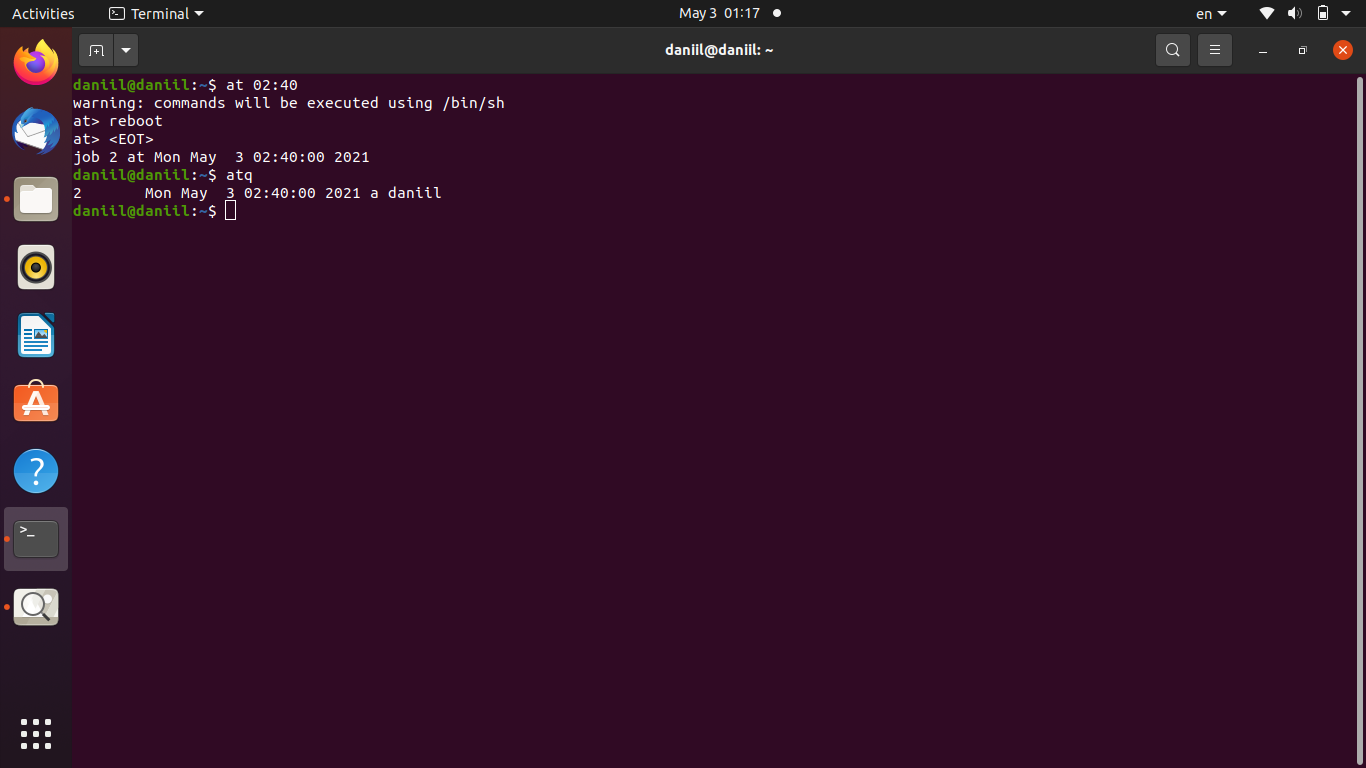 Activities Terminal May 3 01:17 en
daniil@daniil: ~
daniil@daniil:~$ at 02:40
warning: commands will be executed using /bin/sh
at> reboot
at> <EOT>
job 2 at Mon May  3 02:40:00 2021
daniil@daniil:~$ atq
2       Mon May  3 02:40:00 2021 a daniil
daniil@daniil:~$